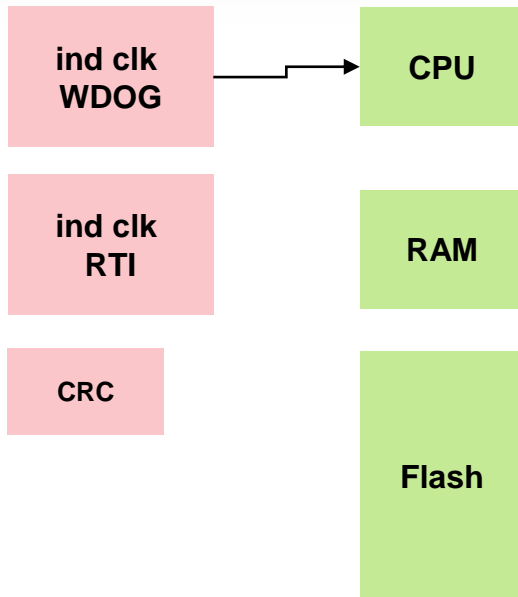 ind clk
WDOG
CPU
ind clk
RTI
RAM
CRC
Flash